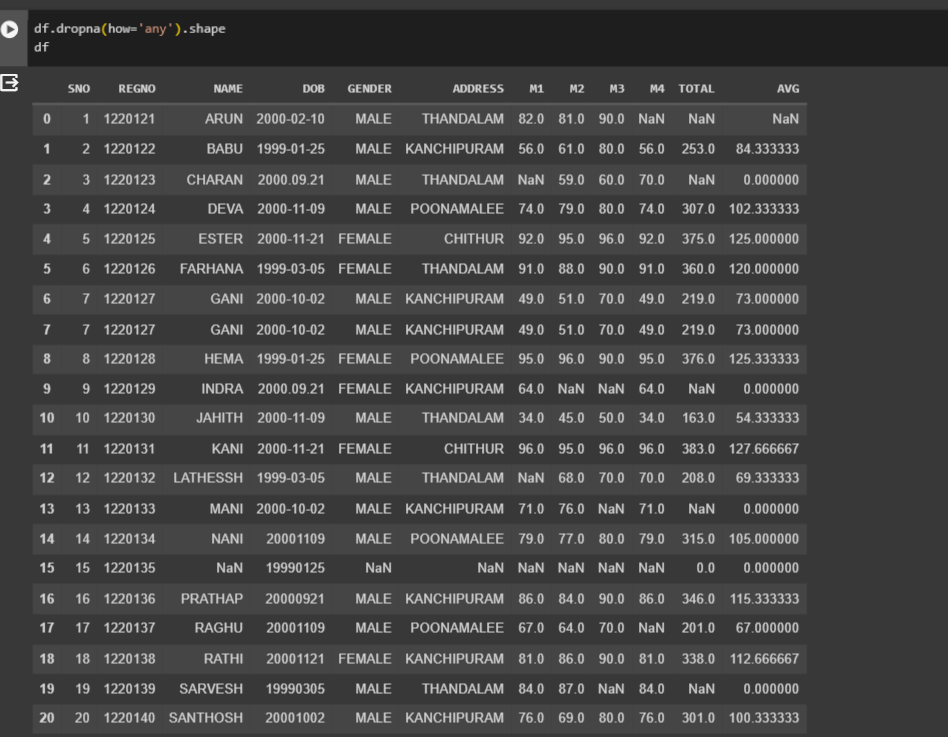 df.dropna(how='any').shape
df
SNO REGNO NAME DOB GENDER ADDRESS M1 M2 M3 M4 TOTAL AVG
0 1 1220121 ARUN 2000-02-10 MALE THANDALAM 82.0 81.0 90.0 NaN NaN NaN
1 2 1220122 BABU 1999-01-25 MALE KANCHIPURAM 56.0 61.0 80.0 56.0 253.0 84.333333
2 3 1220123 CHARAN 2000.09.21 MALE THANDALAM NaN 59.0 60.0 70.0 NaN 0.000000
3 4 1220124 DEVA 2000-11-09 MALE POONAMALEE 74.0 79.0 80.0 74.0 307.0 102.333333
4 5 1220125 ESTER 2000-11-21 FEMALE CHITHUR 92.0 95.0 96.0 92.0 375.0 125.000000
5 6 1220126 FARHANA 1999-03-05 FEMALE THANDALAM 91.0 88.0 90.0 91.0 360.0 120.000000
6 7 1220127 GANI 2000-10-02 MALE KANCHIPURAM 49.0 51.0 70.0 49.0 219.0 73.000000
7 7 1220127 GANI 2000-10-02 MALE KANCHIPURAM 49.0 51.0 70.0 49.0 219.0 73.000000
8 8 1220128 HEMA 1999-01-25 FEMALE POONAMALEE 95.0 96.0 90.0 95.0 376.0 125.333333
9 9 1220129 INDRA 2000.09.21 FEMALE KANCHIPURAM 64.0 NaN NaN 64.0 NaN 0.000000
10 10 1220130 JAHITH 2000-11-09 MALE THANDALAM 34.0 45.0 50.0 34.0 163.0 54.333333
11 11 1220131 KANI 2000-11-21 FEMALE CHITHUR 96.0 95.0 96.0 96.0 383.0 127.666667
12 12 1220132 LATHESSH 1999-03-05 MALE THANDALAM NaN 68.0 70.0 70.0 208.0 69.333333
13 13 1220133 MANI 2000-10-02 MALE KANCHIPURAM 71.0 76.0 NaN 71.0 NaN 0.000000
14 14 1220134 NANI 20001109 MALE POONAMALEE 79.0 77.0 80.0 79.0 315.0 105.000000
15 15 1220135 NaN 19990125 NaN NaN NaN NaN NaN NaN 0.0 0.000000
16 16 1220136 PRATHAP 20000921 MALE KANCHIPURAM 86.0 84.0 90.0 86.0 346.0 115.333333
17 17 1220137 RAGHU 20001109 MALE POONAMALEE 67.0 64.0 70.0 NaN 201.0 67.000000
18 18 1220138 RATHI 20001121 FEMALE KANCHIPURAM 81.0 86.0 90.0 81.0 338.0 112.666667
19 19 1220139 SARVESH 19990305 MALE THANDALAM 84.0 87.0 NaN 84.0 NaN 0.000000
20 20 1220140 SANTHOSH 20001002 MALE KANCHIPURAM 76.0 69.0 80.0 76.0 301.0 100.333333